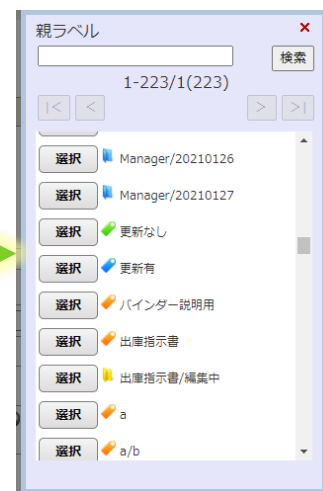 親ラベル ×
検索
1-223/1(223)
|< < > >|
選択 Manager/20210126
選択 Manager/20210127
選択 更新なし
選択 更新有
選択 バインダー説明用
選択 出庫指示書
選択 出庫指示書/編集中
選択 a
選択 a/b